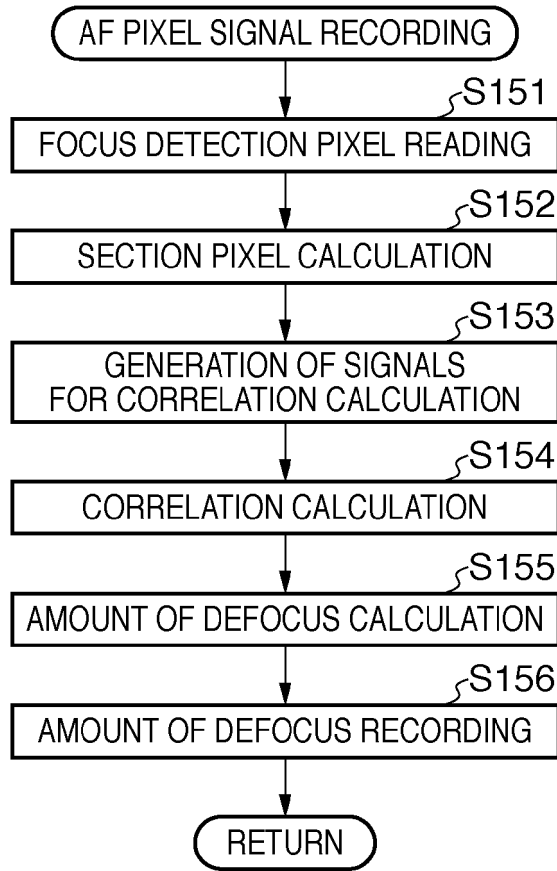 AF PIXEL SIGNAL RECORDING
S151
FOCUS DETECTION PIXEL READING
S152
SECTION PIXEL CALCULATION
S153
GENERATION OF SIGNALS
FOR CORRELATION CALCULATION
S154
CORRELATION CALCULATION
S155
AMOUNT OF DEFOCUS CALCULATION
S156
AMOUNT OF DEFOCUS RECORDING
RETURN